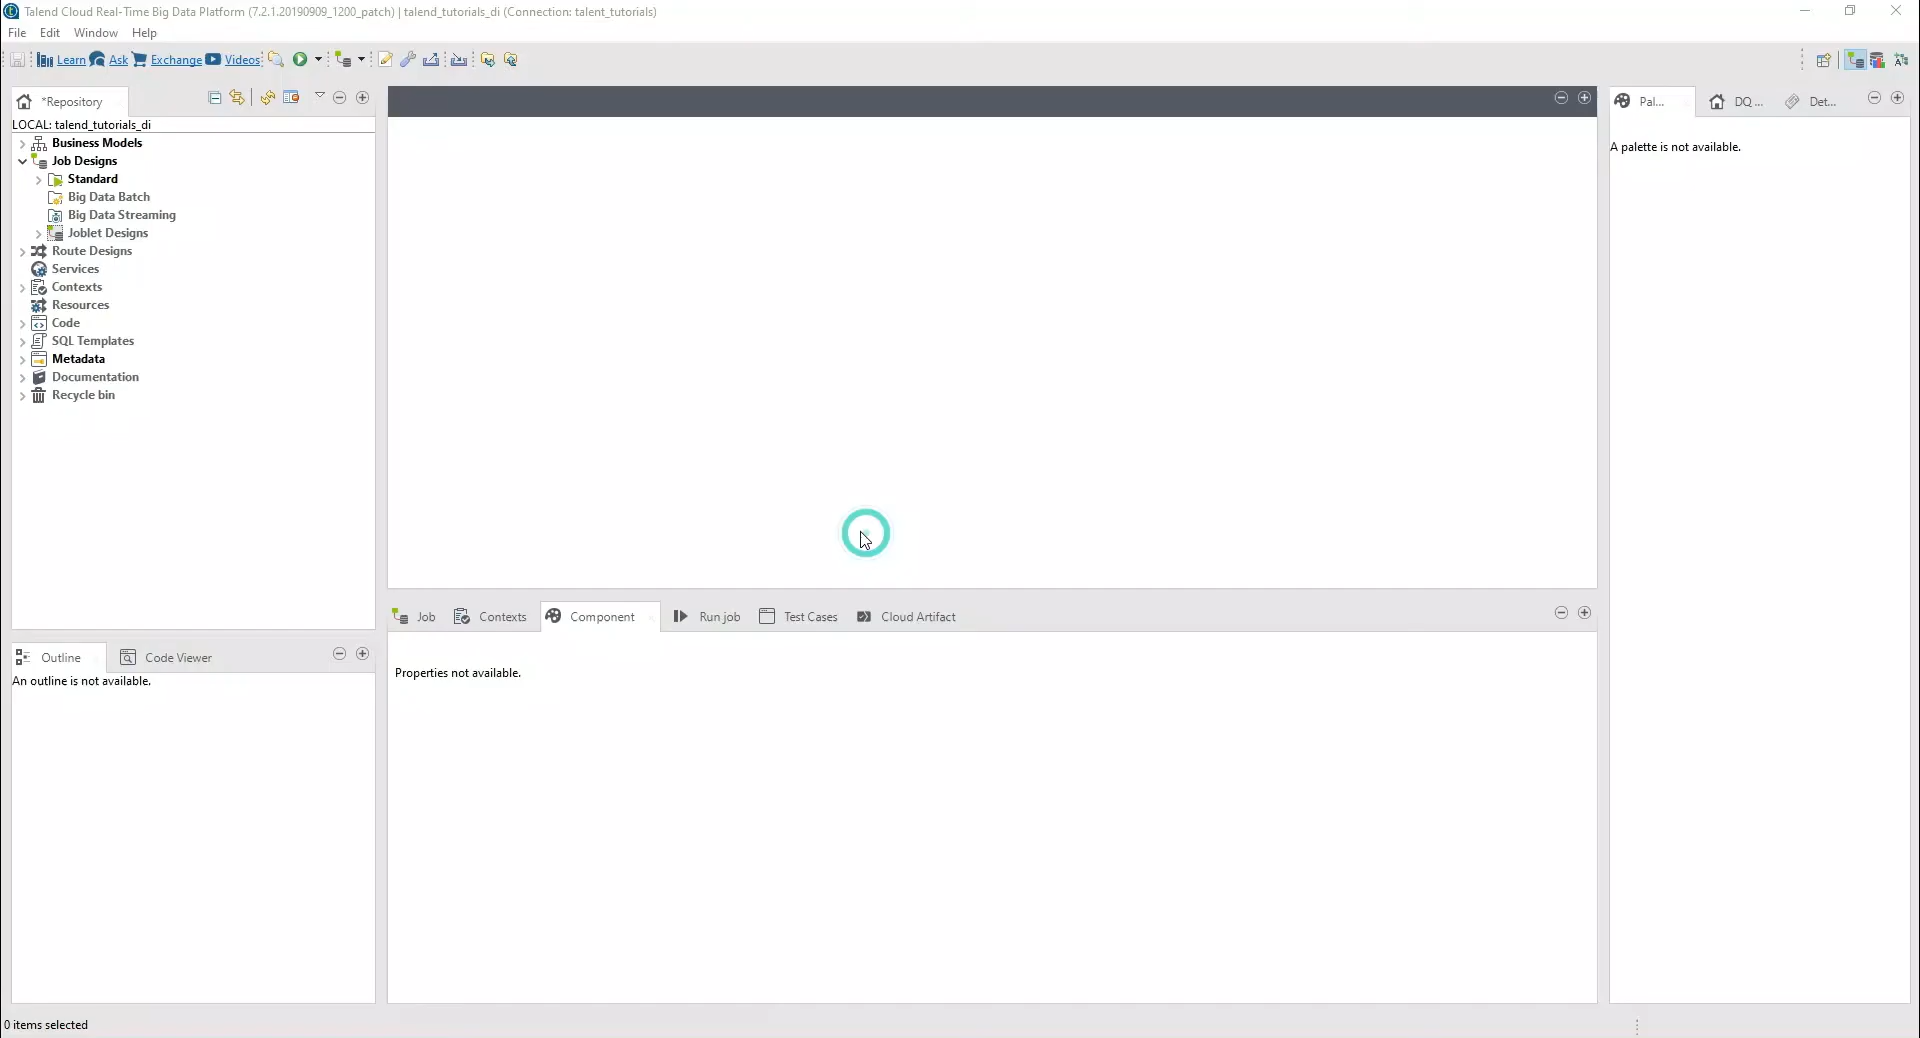 Talend Cloud Real-Time Big Data Platform (7.2.1.20190909_1200_patch) | talend_tutorials_di (Connection: talent_tutorials)
File Edit Window Help
Learn Ask Exchange Videos
*Repository
LOCAL: talend_tutorials_di
Business Models
Job Designs
Standard
Big Data Batch
Big Data Streaming
Joblet Designs
Route Designs
Services
Contexts
Resources
Code
SQL Templates
Metadata
Documentation
Recycle bin
Outline Code Viewer
An outline is not available.
Job Contexts Component Run job Test Cases Cloud Artifact
Properties not available.
Pal... DQ ... Det...
A palette is not available.
0 items selected